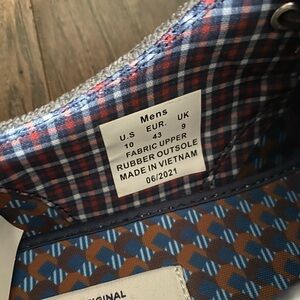 Mens
U.S EUR. UK
10 43 9
FABRIC UPPER
RUBBER OUTSOLE
MADE IN VIETNAM
06/2021